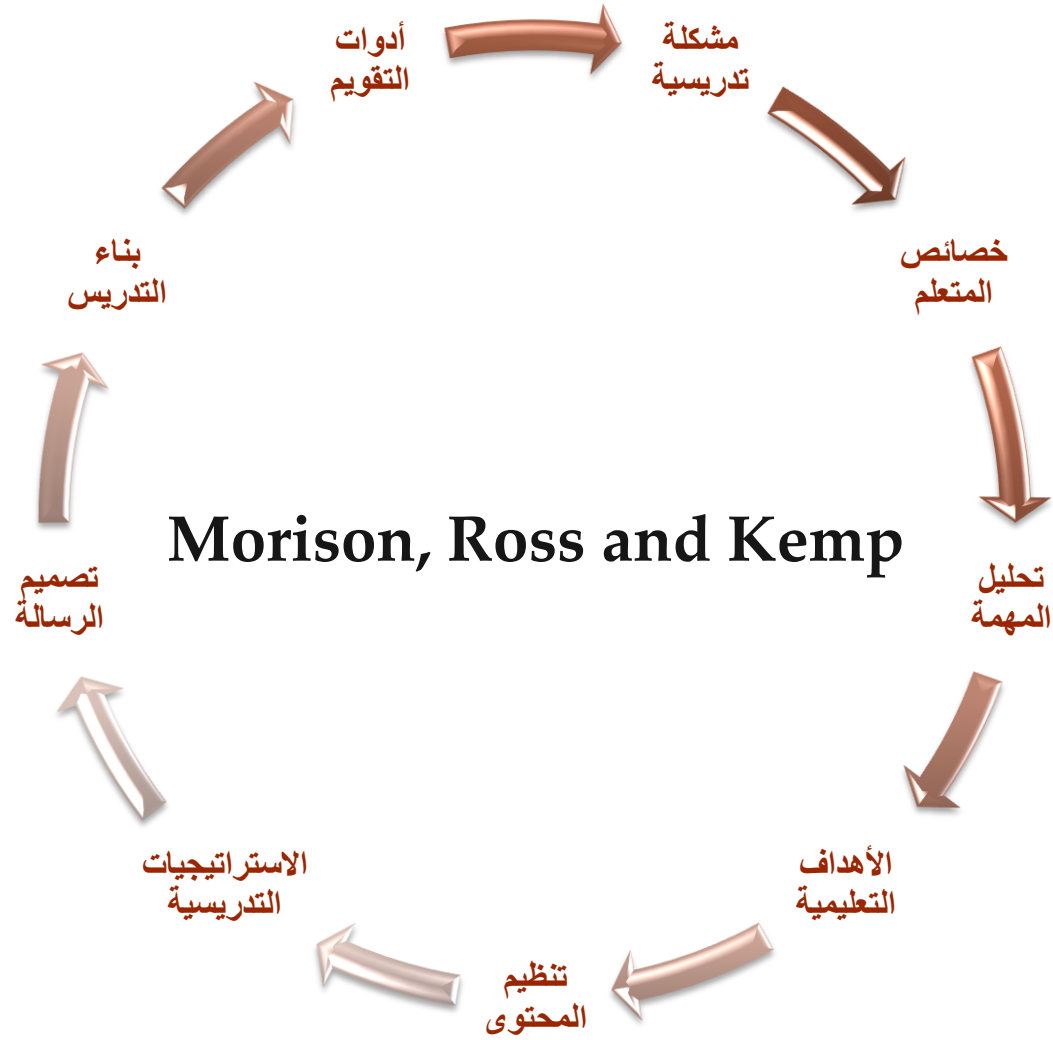 مشكلة
تدريسية
خصائص
المتعلم
تحليل
المهمة
الأهداف
التعليمية
تنظيم
المحتوى
الاستراتيجيات
التدريسية
تصميم
الرسالة
بناء
التدريس
أدوات
التقويم
Morison, Ross and Kemp